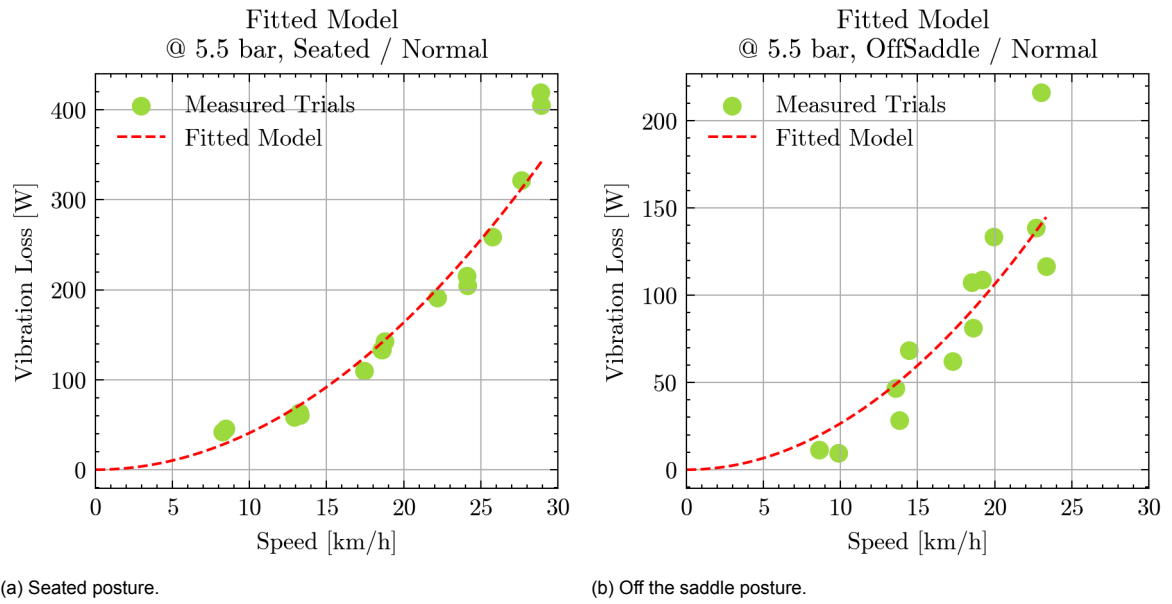 Fitted Model
@ 5.5 bar, Seated / Normal
Measured Trials
Fitted Model
Vibration Loss [W]
400
300
200
100
0
0 5 10 15 20 25 30
Speed [km/h]
(a) Seated posture.
Fitted Model
@ 5.5 bar, OffSaddle / Normal
Measured Trials
Fitted Model
Vibration Loss [W]
200
150
100
50
0
0 5 10 15 20 25 30
Speed [km/h]
(b) Off the saddle posture.